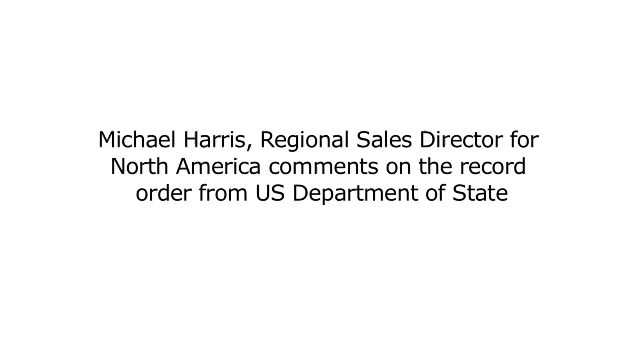 Michael Harris, Regional Sales Director for
North America comments on the record
order from US Department of State